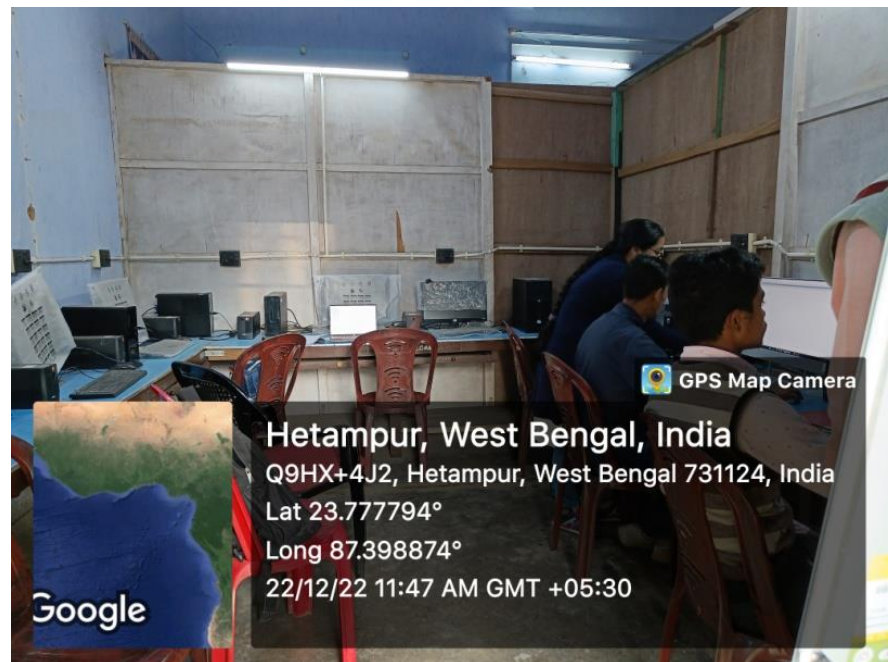 GPS Map Camera
Hetampur, West Bengal, India
Q9HX+4J2, Hetampur, West Bengal 731124, India
Lat 23.777794°
Long 87.398874°
22/12/22 11:47 AM GMT +05:30
Google